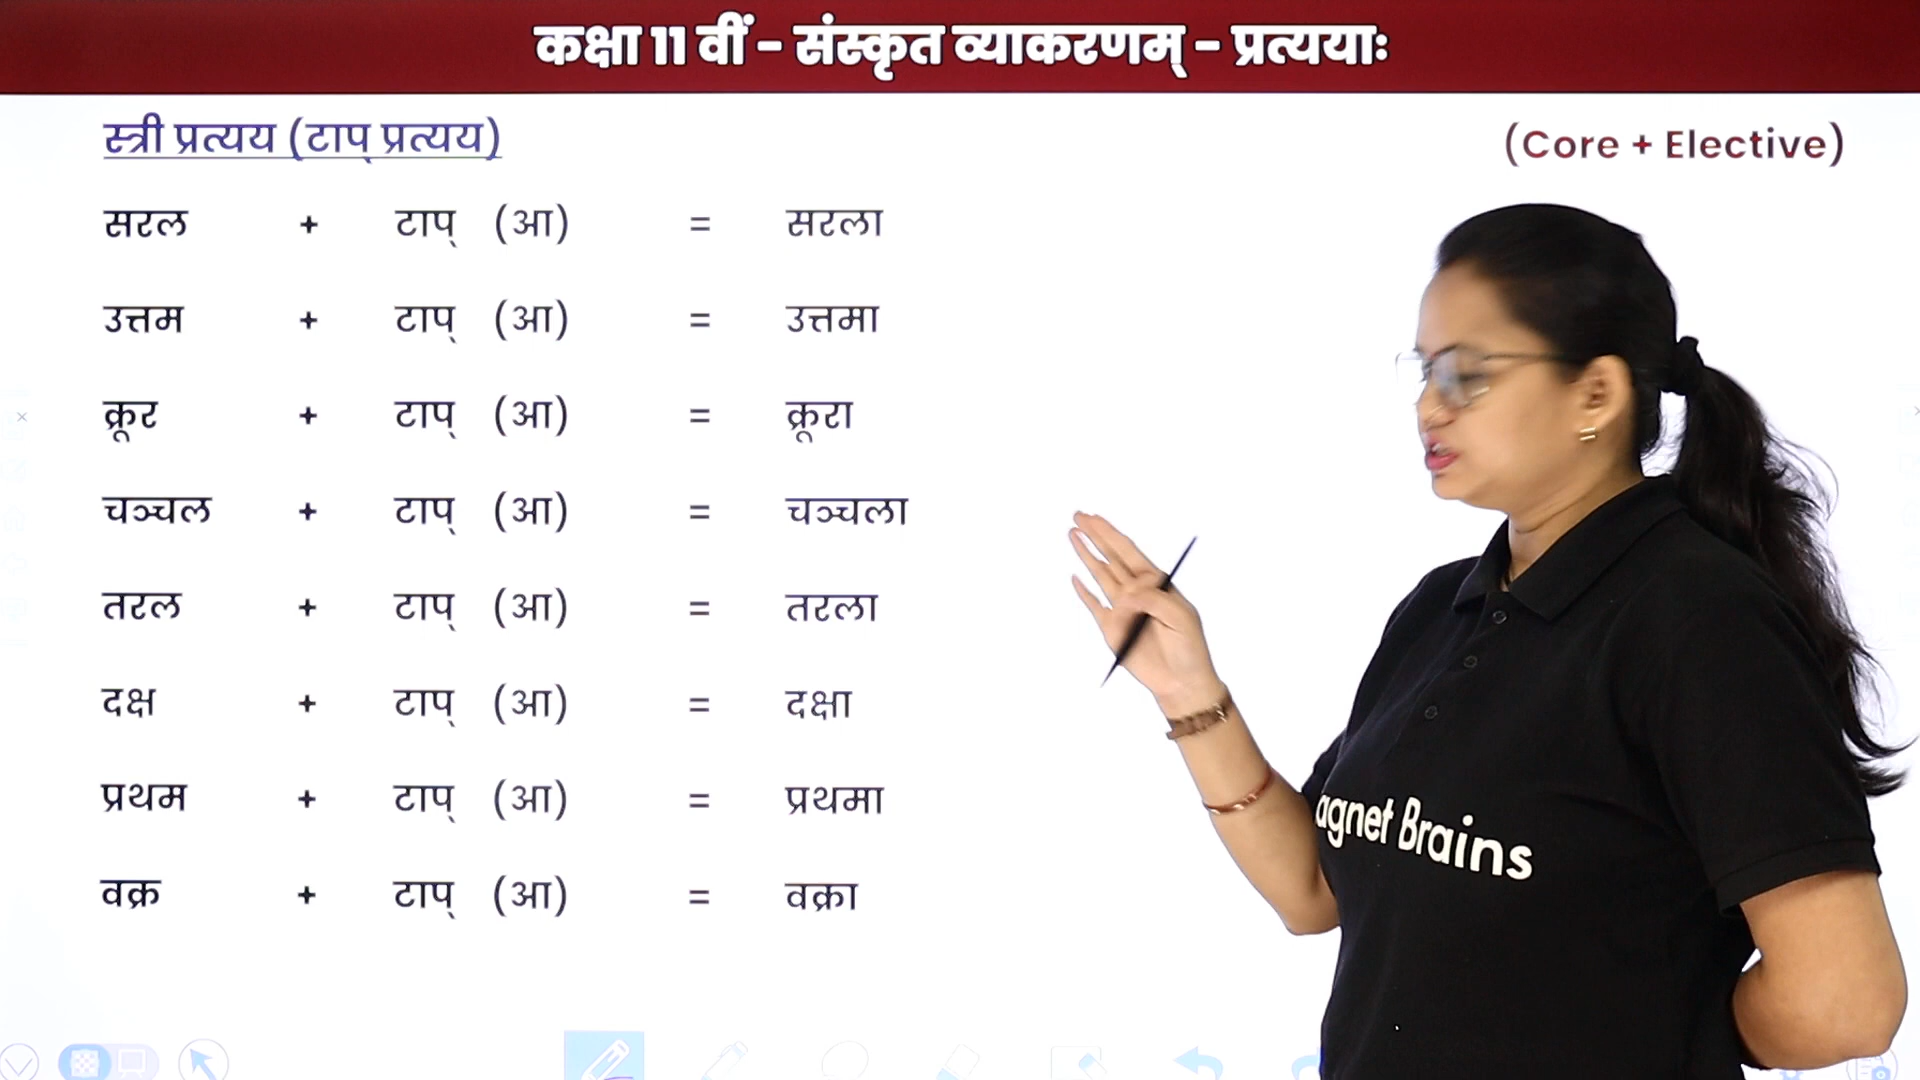 कक्षा 11 वीं - संस्कृत व्याकरणम् - प्रत्ययाः
स्त्री प्रत्यय (टाप् प्रत्यय)
(Core + Elective)
सरल + टाप् (आ) = सरला
उत्तम + टाप् (आ) = उत्तमा
क्रूर + टाप् (आ) = क्रूरा
चञ्चल + टाप् (आ) = चञ्चला
तरल + टाप् (आ) = तरला
दक्ष + टाप् (आ) = दक्षा
प्रथम + टाप् (आ) = प्रथमा
वक्र + टाप् (आ) = वक्रा
agnet Brains